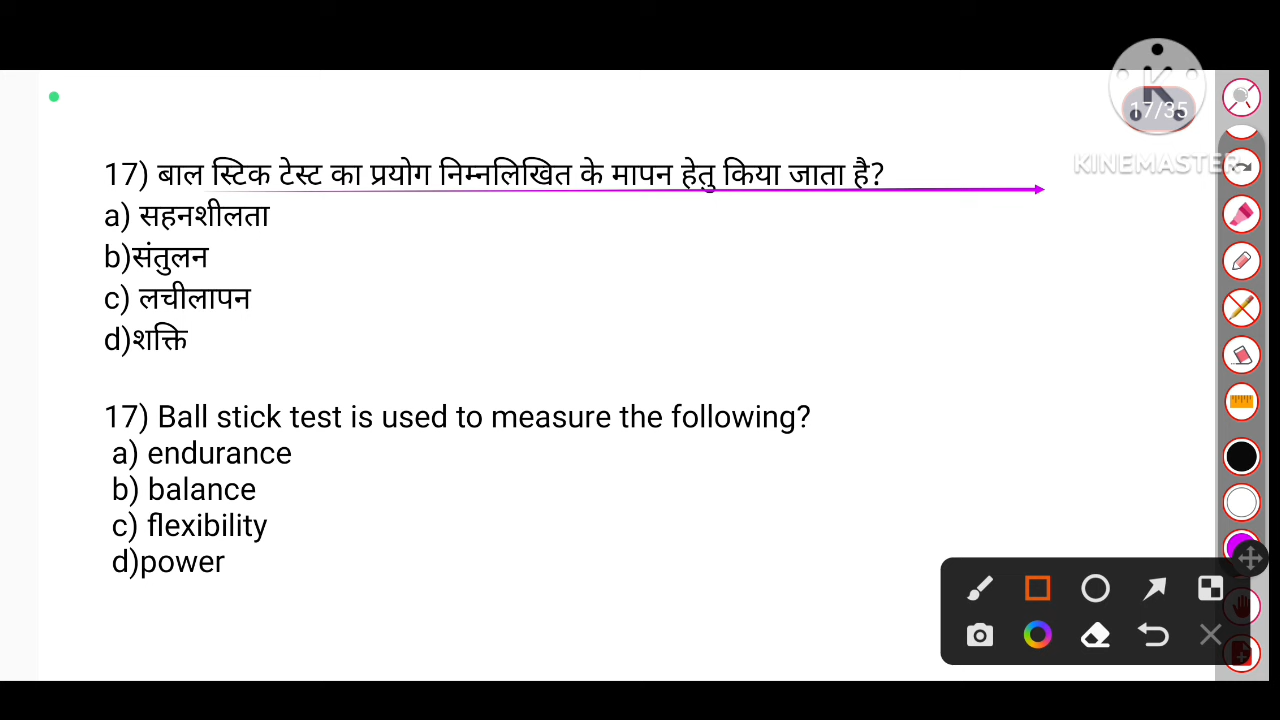 17/35
KINEMASTER
17) बाल स्टिक टेस्ट का प्रयोग निम्नलिखित के मापन हेतु किया जाता है?
a) सहनशीलता
b)संतुलन
c) लचीलापन
d)शक्ति
17) Ball stick test is used to measure the following?
a) endurance
b) balance
c) flexibility
d)power